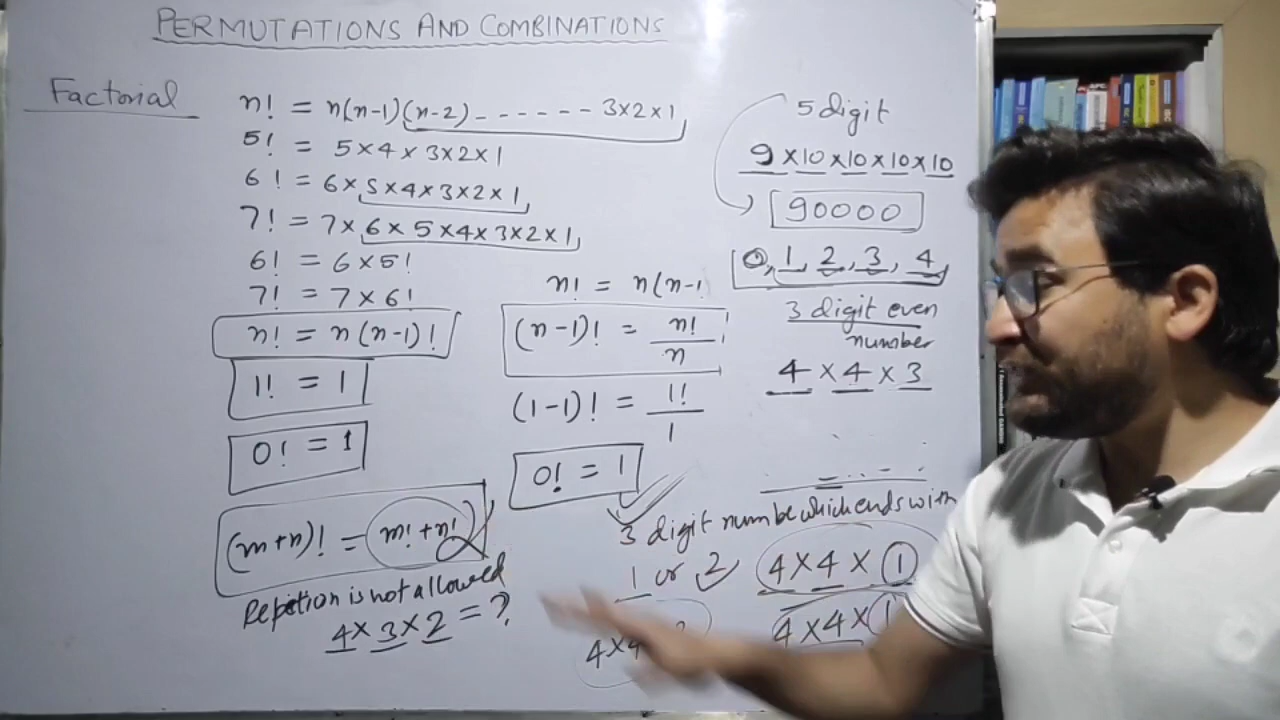 PERMUTATIONS AND COMBINATIONS
Factorial
n! = n(n-1)(n-2)------3×2×1
5! = 5×4×3×2×1
6! = 6×5×4×3×2×1
7! = 7×6×5×4×3×2×1
6! = 6×5!
7! = 7×6!
n! = n(n-1)!
1! = 1
0! = 1
(m+n)! = m!+n!
Repetion is not allowed
4×3×2 = ?
n! = n(n-1!
(n-1)! = n!/n
(1-1)! = 1!/1
0! = 1
5 digit
9×10×10×10×10
90000
0, 1, 2, 3, 4
3 digit even
number
4×4×3
3 digit numbe which ends with
1 or 2
4×4×1
4×4×1
4×4